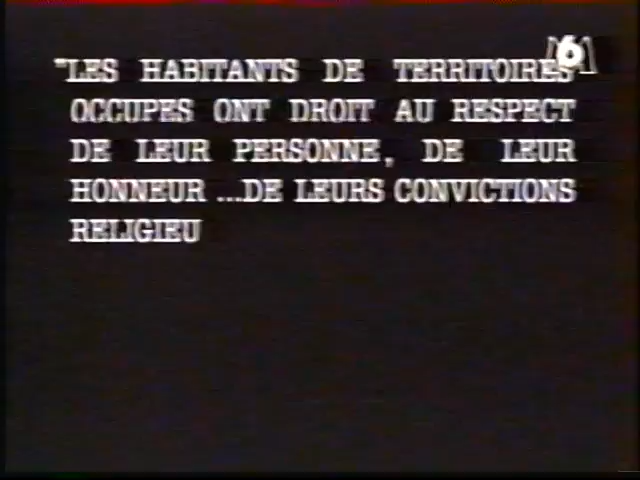 "LES HABITANTS DE TERRITOIRES
OCCUPES ONT DROIT AU RESPECT
DE LEUR PERSONNE, DE LEUR
HONNEUR ...DE LEURS CONVICTIONS
RELIGIEU
M6